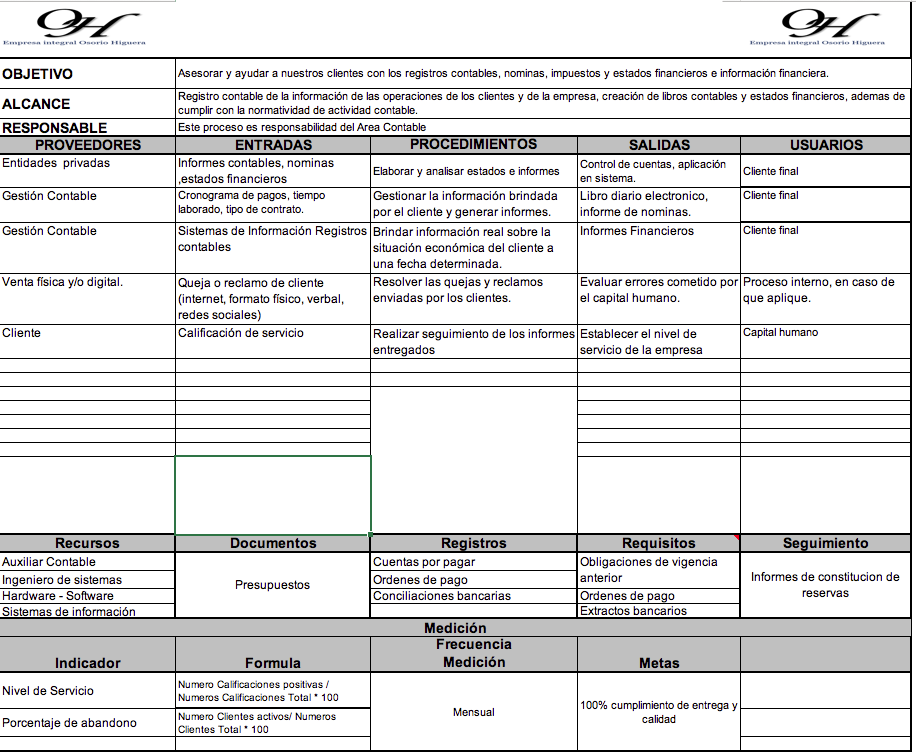 OH
Empresa integral Osorio Higuera
OH
Empresa integral Osorio Higuera
OBJETIVO
Asesorar y ayudar a nuestros clientes con los registros contables, nominas, impuestos y estados financieros e información financiera.
ALCANCE
Registro contable de la información de las operaciones de los clientes y de la empresa, creación de libros contables y estados financieros, ademas de
cumplir con la normatividad de actividad contable.
RESPONSABLE
Este proceso es responsabilidad del Area Contable
PROVEEDORES
ENTRADAS
PROCEDIMIENTOS
SALIDAS
USUARIOS
Entidades privadas
Informes contables, nominas
,estados financieros
Elaborar y analisar estados e informes
Control de cuentas, aplicación
en sistema.
Cliente final
Gestión Contable
Cronograma de pagos, tiempo
laborado, tipo de contrato.
Gestionar la información brindada
por el cliente y generar informes.
Libro diario electronico,
informe de nominas.
Cliente final
Gestión Contable
Sistemas de Información Registros
contables
Brindar información real sobre la
situación económica del cliente a
una fecha determinada.
Informes Financieros
Cliente final
Venta física y/o digital.
Queja o reclamo de cliente
(internet, formato físico, verbal,
redes sociales)
Resolver las quejas y reclamos
enviadas por los clientes.
Evaluar errores cometido por
el capital humano.
Proceso interno, en caso de
que aplique.
Cliente
Calificación de servicio
Realizar seguimiento de los informes
entregados
Establecer el nivel de
servicio de la empresa
Capital humano
Recursos
Documentos
Registros
Requisitos
Seguimiento
Auxiliar Contable
Ingeniero de sistemas
Hardware - Software
Sistemas de información
Presupuestos
Cuentas por pagar
Ordenes de pago
Conciliaciones bancarias
Obligaciones de vigencia
anterior
Ordenes de pago
Extractos bancarios
Informes de constitucion de
reservas
Medición
Indicador
Formula
Frecuencia
Medición
Metas
Nivel de Servicio
Numero Calificaciones positivas /
Numeros Calificaciones Total * 100
Mensual
100% cumplimiento de entrega y
calidad
Porcentaje de abandono
Numero Clientes activos/ Numeros
Clientes Total * 100